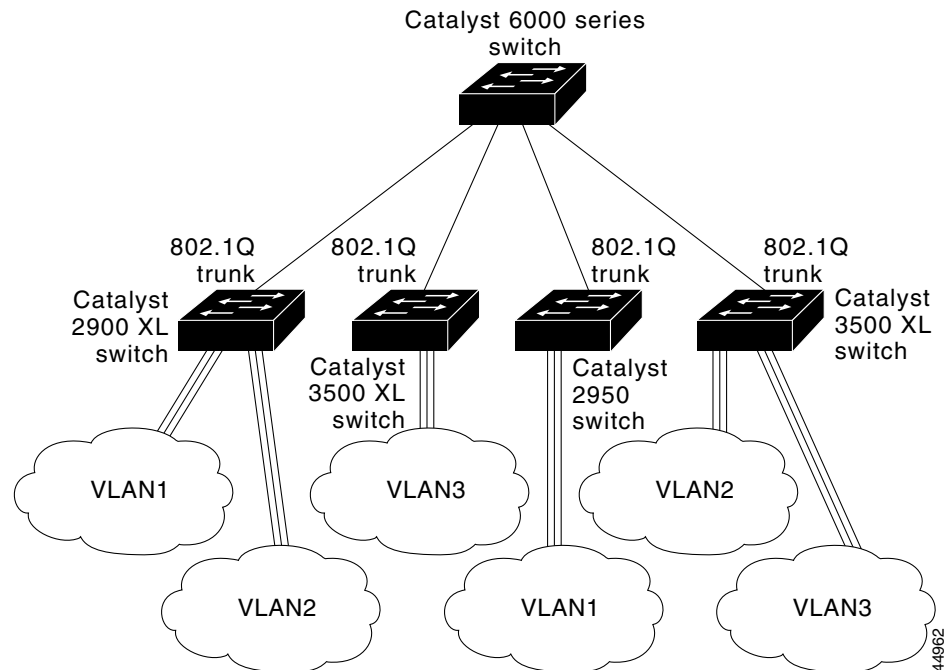 Catalyst 6000 series
switch
802.1Q
trunk
802.1Q
trunk
802.1Q
trunk
802.1Q
trunk
Catalyst
2900 XL
switch
Catalyst
3500 XL
switch
Catalyst
2950
switch
Catalyst
3500 XL
switch
VLAN1
VLAN3
VLAN2
VLAN2
VLAN1
VLAN3
44962